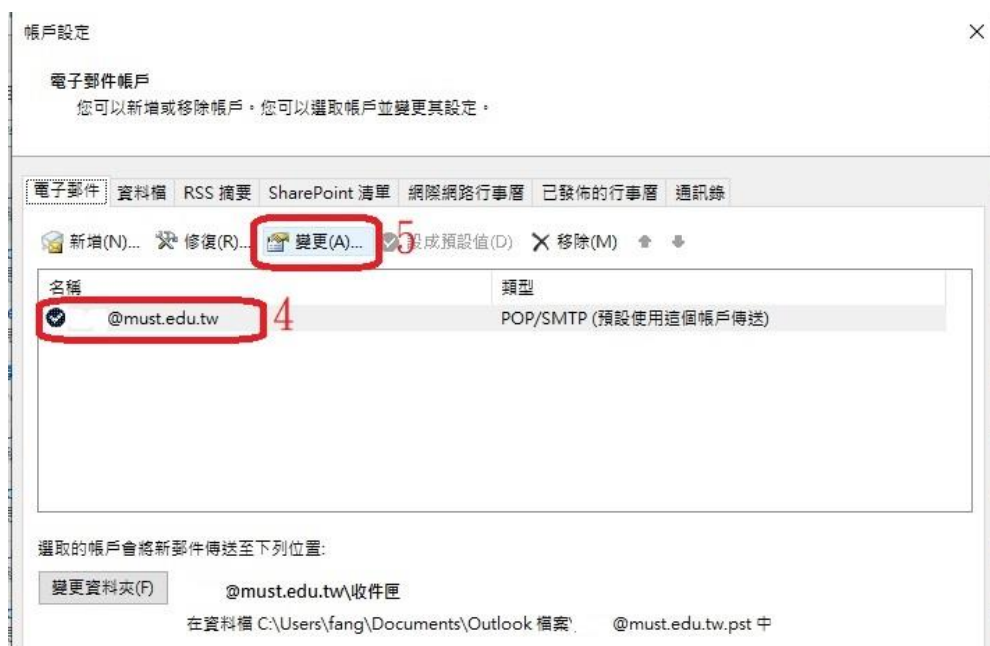 帳戶設定
電子郵件帳戶
您可以新增或移除帳戶。您可以選取帳戶並變更其設定。
電子郵件 資料檔 RSS 摘要 SharePoint 清單 網際網路行事曆 已發佈的行事曆 通訊錄
新增(N)... 修復(R)... 變更(A)... 5 設成預設值(D) 移除(M)
名稱 類型
@must.edu.tw 4 POP/SMTP (預設使用這個帳戶傳送)
選取的帳戶會將新郵件傳送至下列位置:
變更資料夾(F) @must.edu.tw\收件匣
在資料檔 C:\Users\fang\Documents\Outlook 檔案\ @must.edu.tw.pst 中